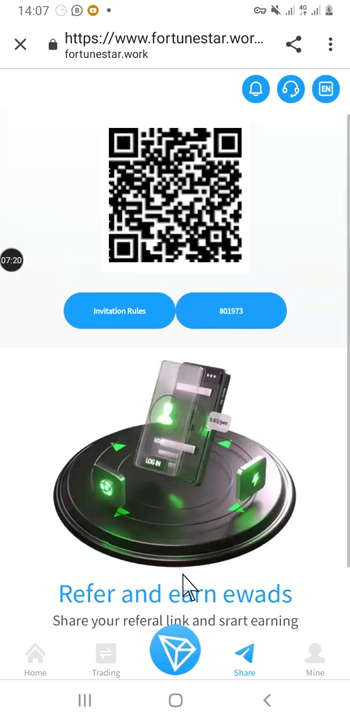 14:07
4G
https://www.fortunestar.wor...
fortunestar.work
EN
07:20
Invitation Rules
801973
LOG IN
Refer and earn ewads
Share your referal link and srart earning
Home
Trading
Share
Mine